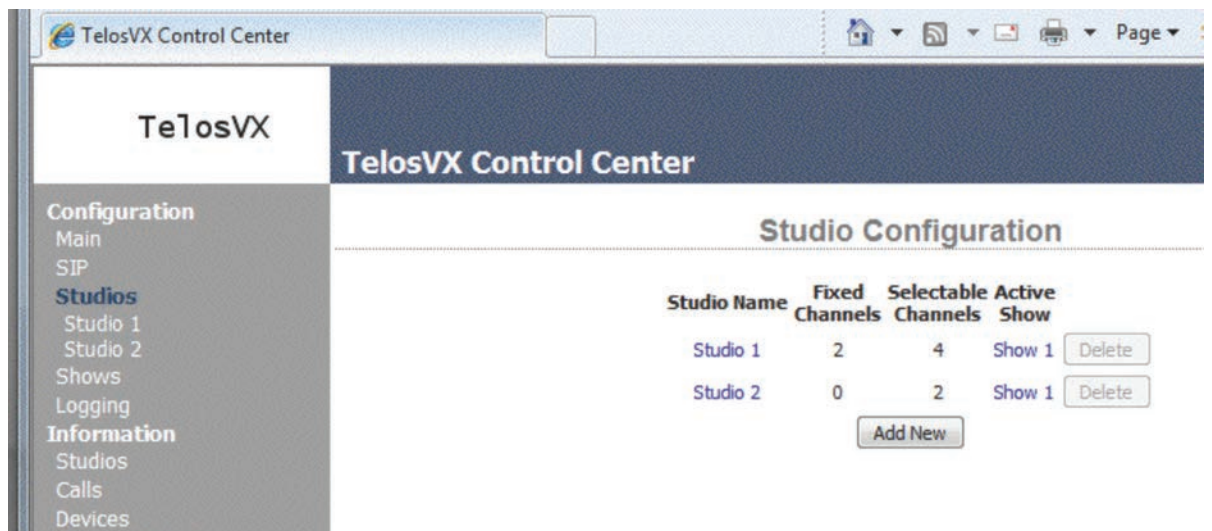 TelosVX Control Center
Page
TelosVX
TelosVX Control Center
Configuration
Main
SIP
Studios
Studio 1
Studio 2
Shows
Logging
Information
Studios
Calls
Devices
Studio Configuration
Studio Name Fixed Channels Selectable Channels Active Show
Studio 1 2 4 Show 1 Delete
Studio 2 0 2 Show 1 Delete
Add New